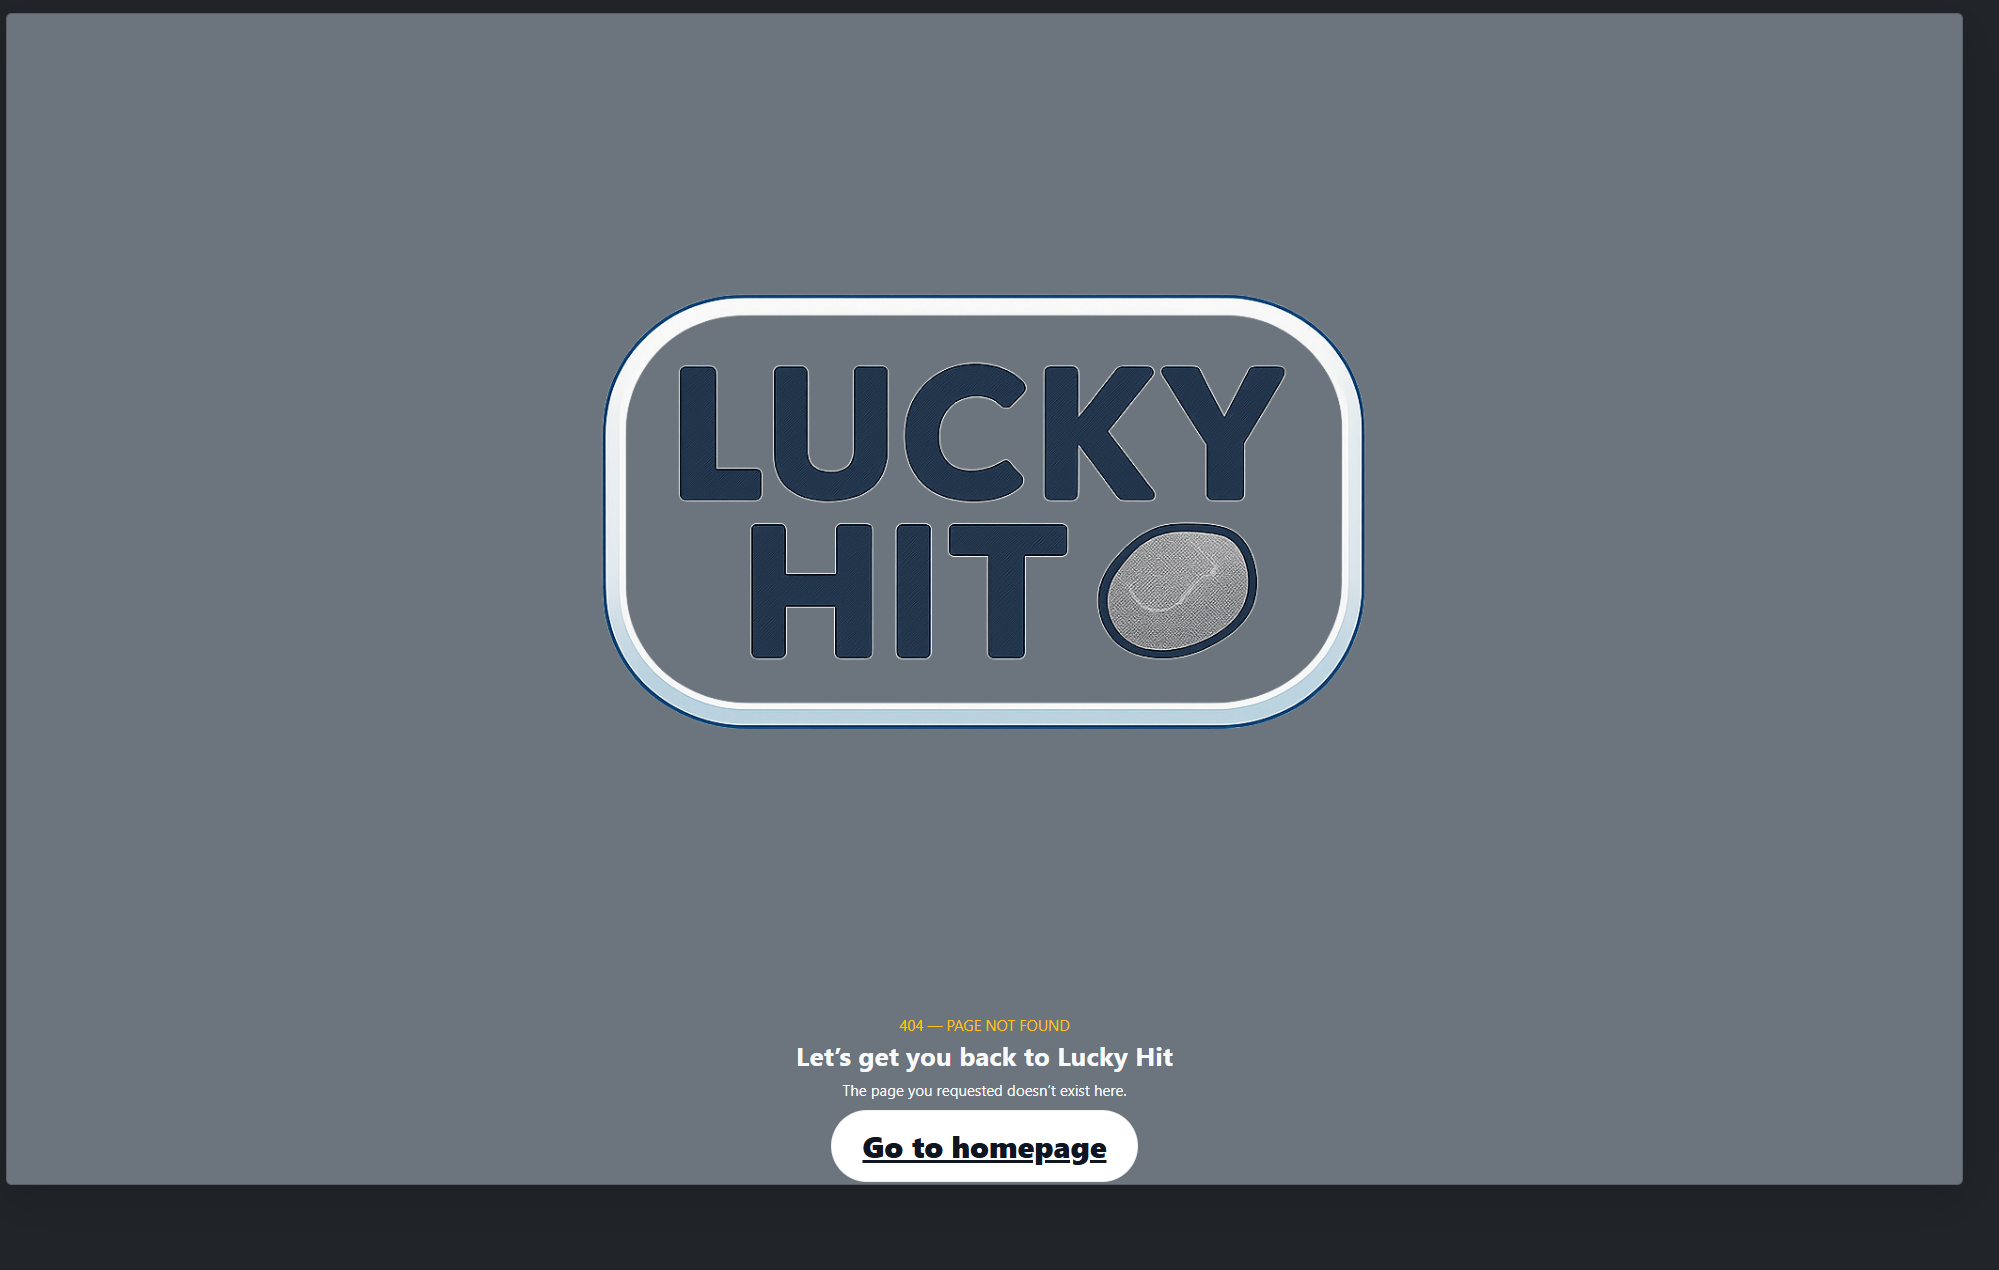 LUCKY
HIT
404 — PAGE NOT FOUND
Let’s get you back to Lucky Hit
The page you requested doesn’t exist here.
Go to homepage